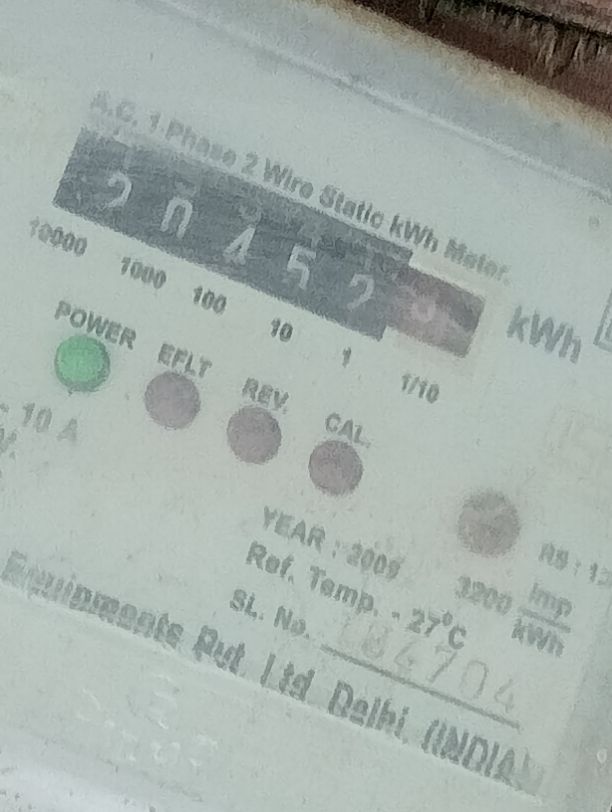 A.C. 1 Phase 2 Wire Static kWh Meter.
2 0 4 5 2
kWh
10000 1000 100 10 1 1/10
POWER EFLT REV. CAL.
10 A
YEAR : 2009
Ref. Temp. - 27°C
3200 imp/kWh
SL. No. 84704
Equipments Pvt. Ltd. Delhi. (INDIA)